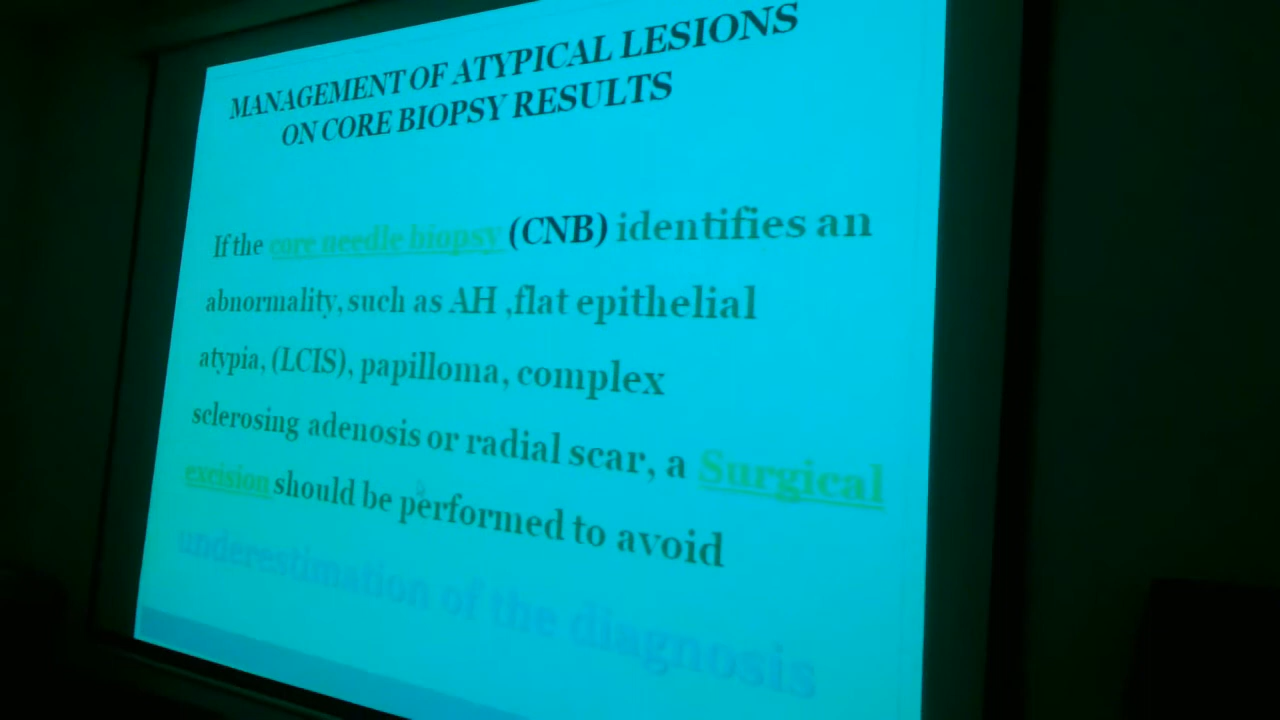 MANAGEMENT OF ATYPICAL LESIONS
ON CORE BIOPSY RESULTS
If the core needle biopsy (CNB) identifies an
abnormality, such as AH ,flat epithelial
atypia, (LCIS), papilloma, complex
sclerosing adenosis or radial scar, a Surgical
excision should be performed to avoid
underestimation of the diagnosis